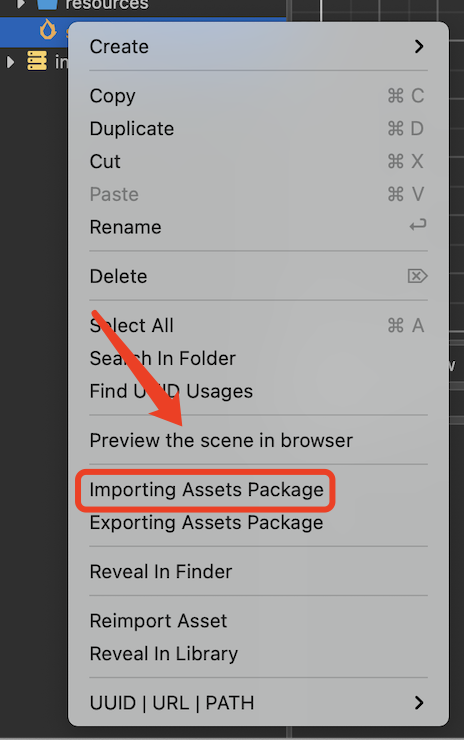 resources
Create
Copy ⌘ C
Duplicate ⌘ D
Cut ⌘ X
Paste ⌘ V
Rename
Delete
Select All ⌘ A
Search In Folder
Find UUID Usages
Preview the scene in browser
Importing Assets Package
Exporting Assets Package
Reveal In Finder
Reimport Asset
Reveal In Library
UUID | URL | PATH